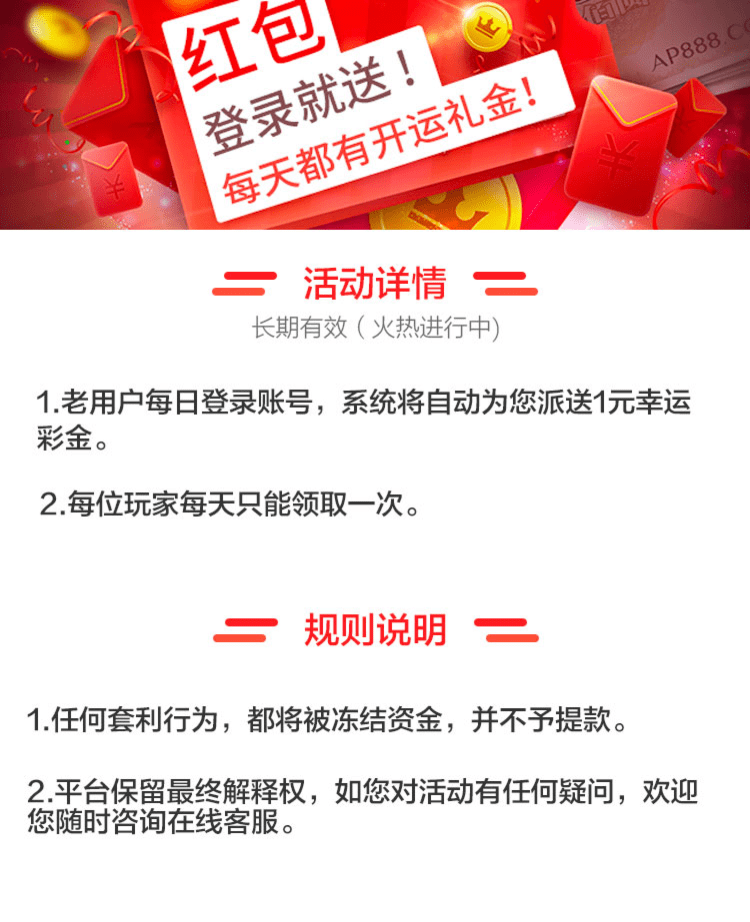 红包
登录就送！
每天都有开运礼金！
AP888.C
活动详情
长期有效（火热进行中)
1.老用户每日登录账号，系统将自动为您派送1元幸运
彩金。
2.每位玩家每天只能领取一次。
规则说明
1.任何套利行为，都将被冻结资金，并不予提款。
2.平台保留最终解释权，如您对活动有任何疑问，欢迎
您随时咨询在线客服。